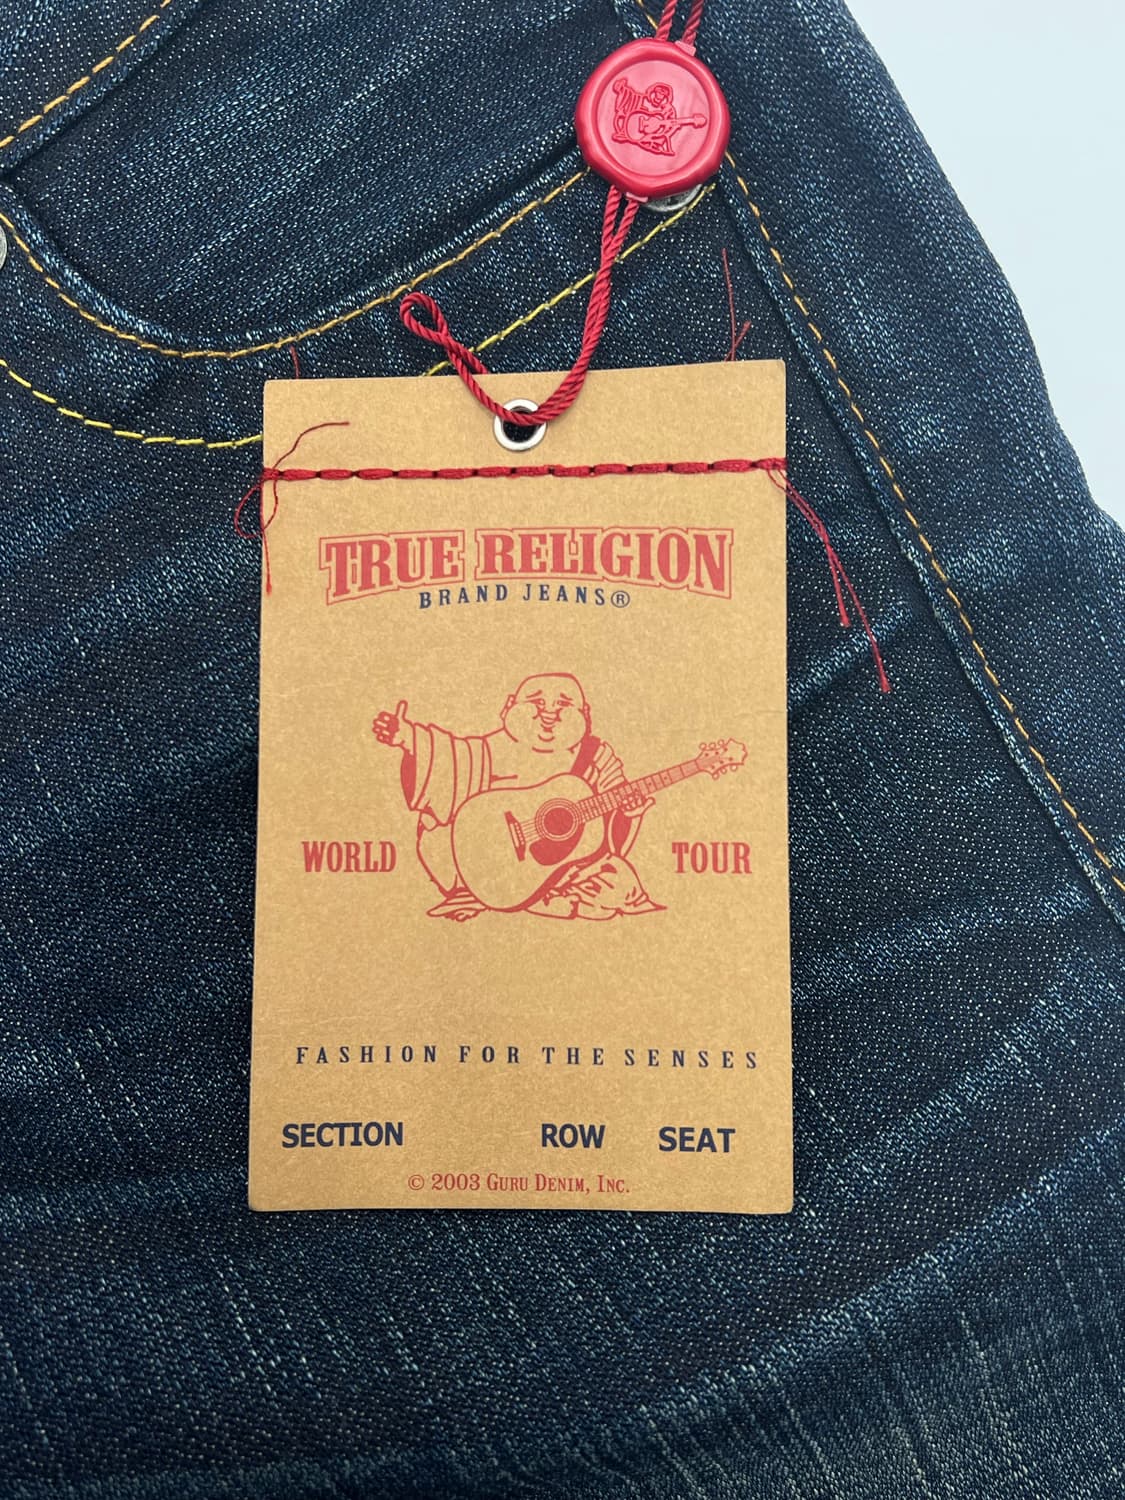 TRUE RELIGION
BRAND JEANS®
WORLD TOUR
FASHION FOR THE SENSES
SECTION ROW SEAT
© 2003 GURU DENIM, INC.